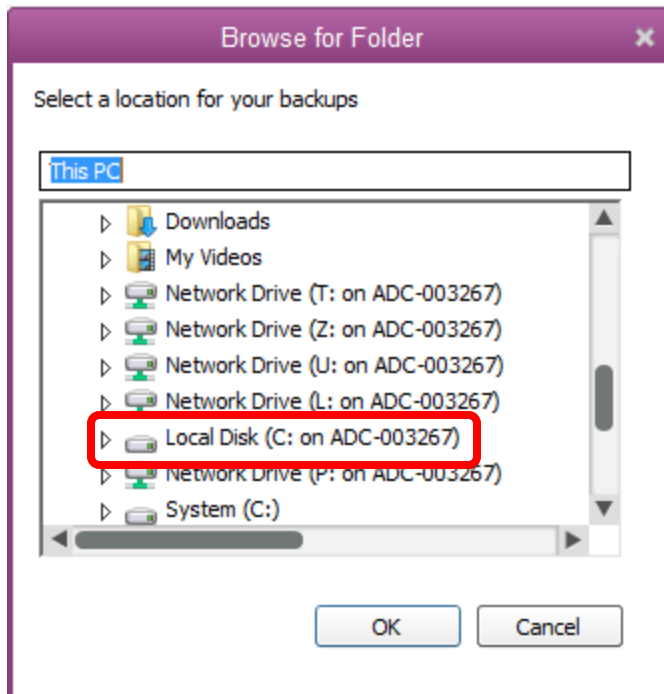 Browse for Folder
Select a location for your backups
This PC
Downloads
My Videos
Network Drive (T: on ADC-003267)
Network Drive (Z: on ADC-003267)
Network Drive (U: on ADC-003267)
Network Drive (L: on ADC-003267)
Local Disk (C: on ADC-003267)
Network Drive (P: on ADC-003267)
System (C:)
OK
Cancel